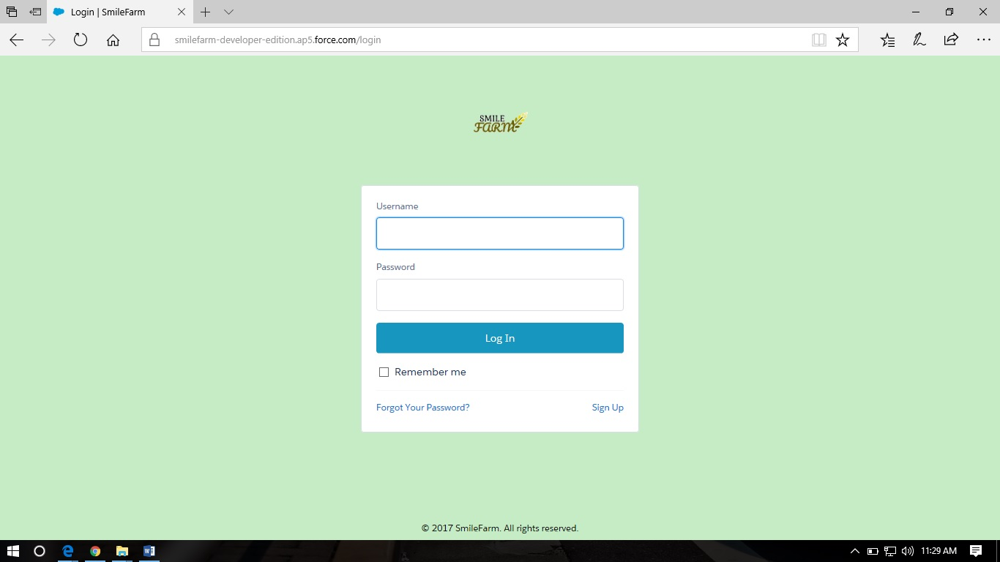 Login | SmileFarm
smilefarm-developer-edition.ap5.force.com/login
SMILE
FARM
Username
Password
Log In
Remember me
Forgot Your Password? Sign Up
© 2017 SmileFarm. All rights reserved.
11:29 AM